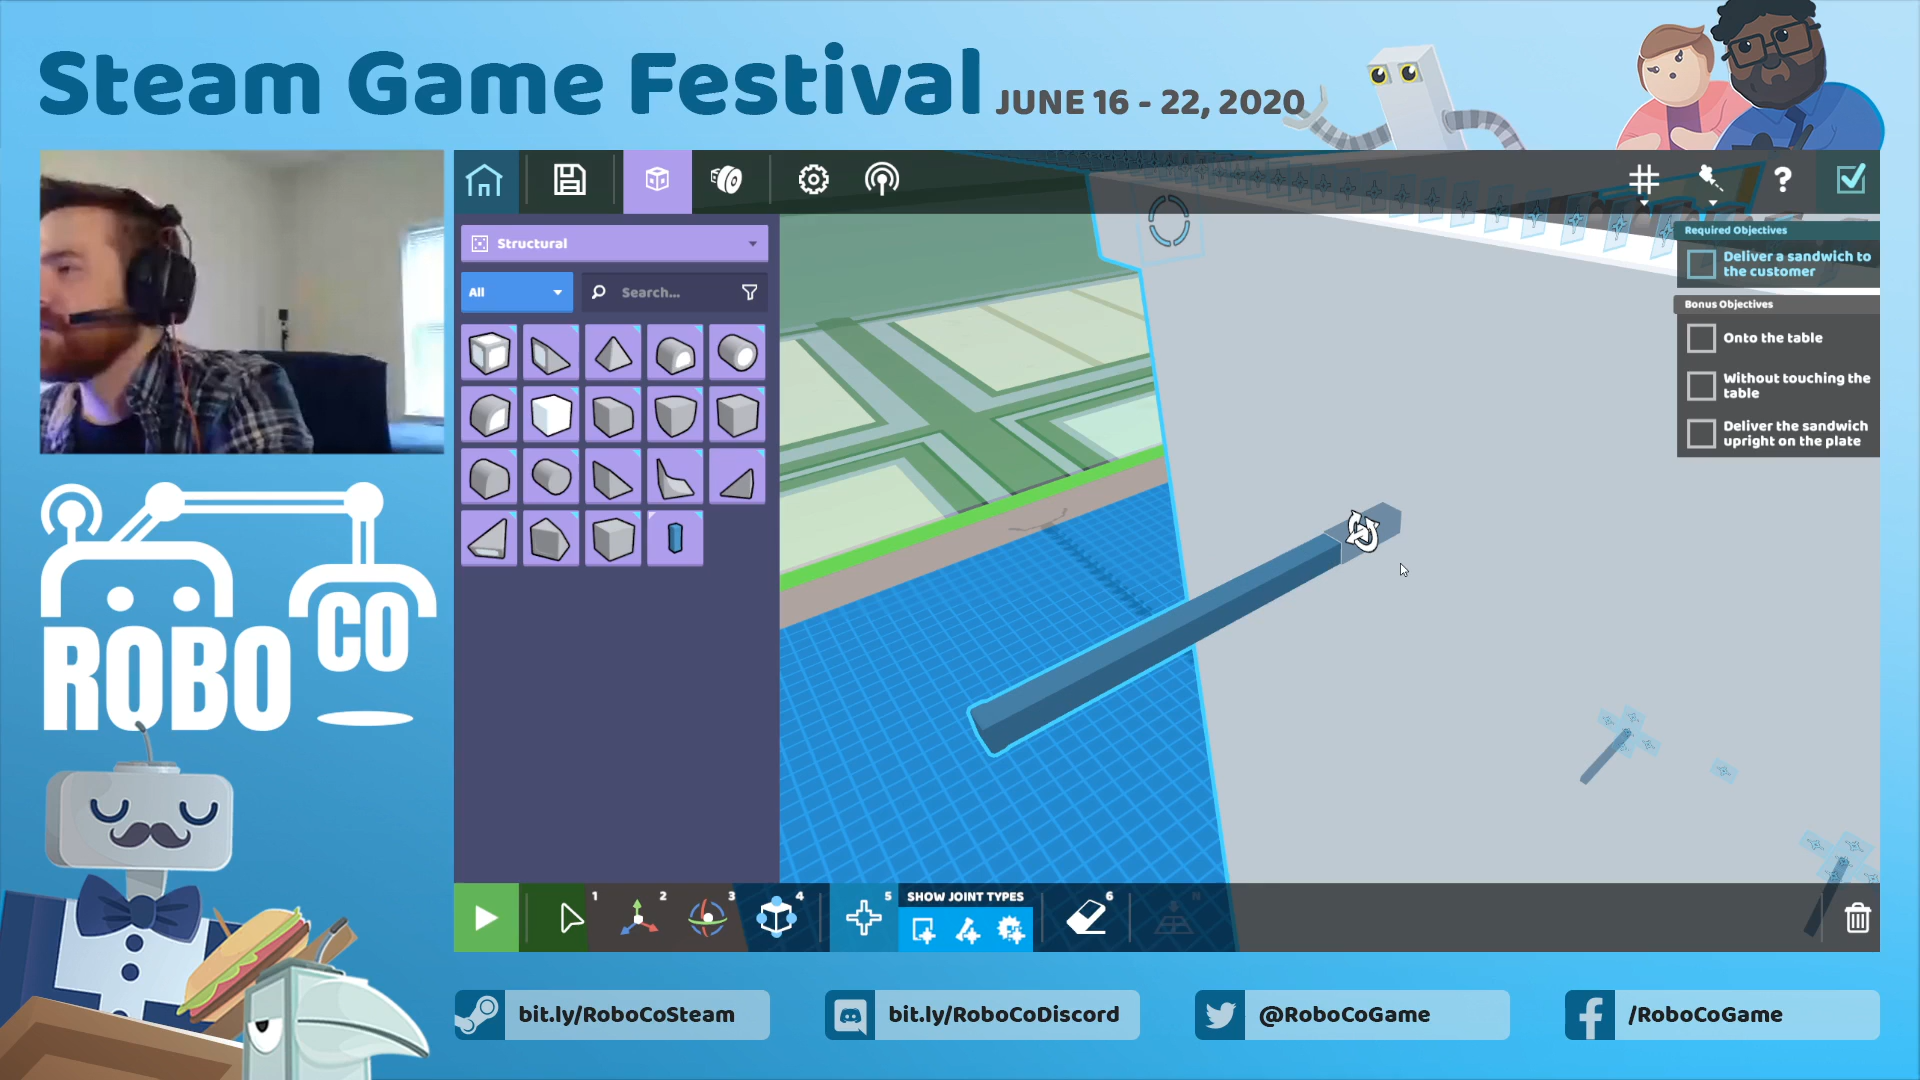 Steam Game Festival JUNE 16 - 22, 2020
Structural
All
Search...
?
Required Objectives
Deliver a sandwich to
the customer
Bonus Objectives
Onto the table
Without touching the
table
Deliver the sandwich
upright on the plate
ROBO
CO
1
2
3
4
5
SHOW JOINT TYPES
6
N
bit.ly/RoboCoSteam
bit.ly/RoboCoDiscord
@RoboCoGame
/RoboCoGame